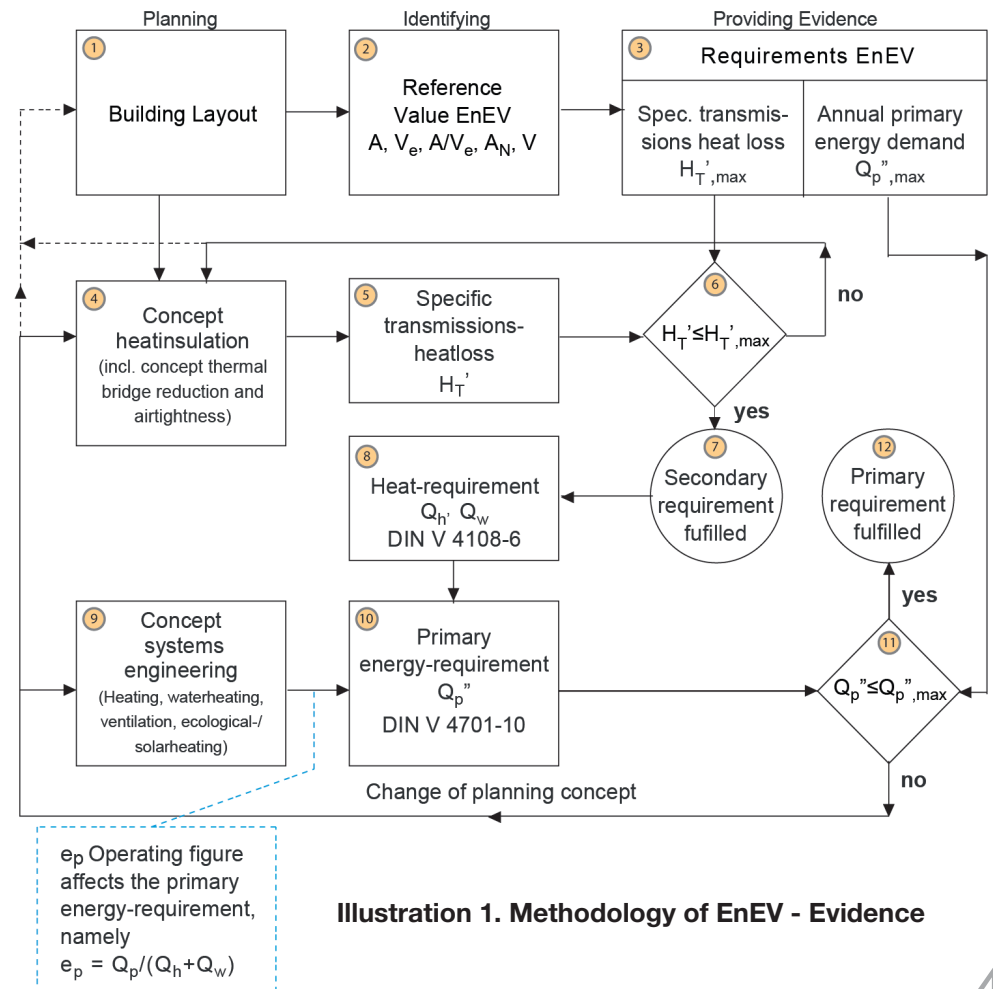 Planning
Identifying
Providing Evidence
1
Building Layout
2
Reference
Value EnEV
A, Ve, A/Ve, AN, V
3
Requirements EnEV
Spec. transmis-
sions heat loss
HT’,max
Annual primary
energy demand
Qp”,max
4
Concept
heatinsulation
(incl. concept thermal
bridge reduction and
airtightness)
5
Specific
transmissions-
heatloss
HT’
6
HT’≤HT’,max
no
yes
7
Secondary
requirement
fufilled
8
Heat-requirement
Qh, Qw
DIN V 4108-6
12
Primary
requirement
fulfilled
yes
9
Concept
systems
engineering
(Heating, waterheating,
ventilation, ecological-/
solarheating)
10
Primary
energy-requirement
Qp”
DIN V 4701-10
11
Qp”≤Qp”,max
no
Change of planning concept
ep Operating figure
affects the primary
energy-requirement,
namely
ep = Qp/(Qh+Qw)
Illustration 1. Methodology of EnEV - Evidence